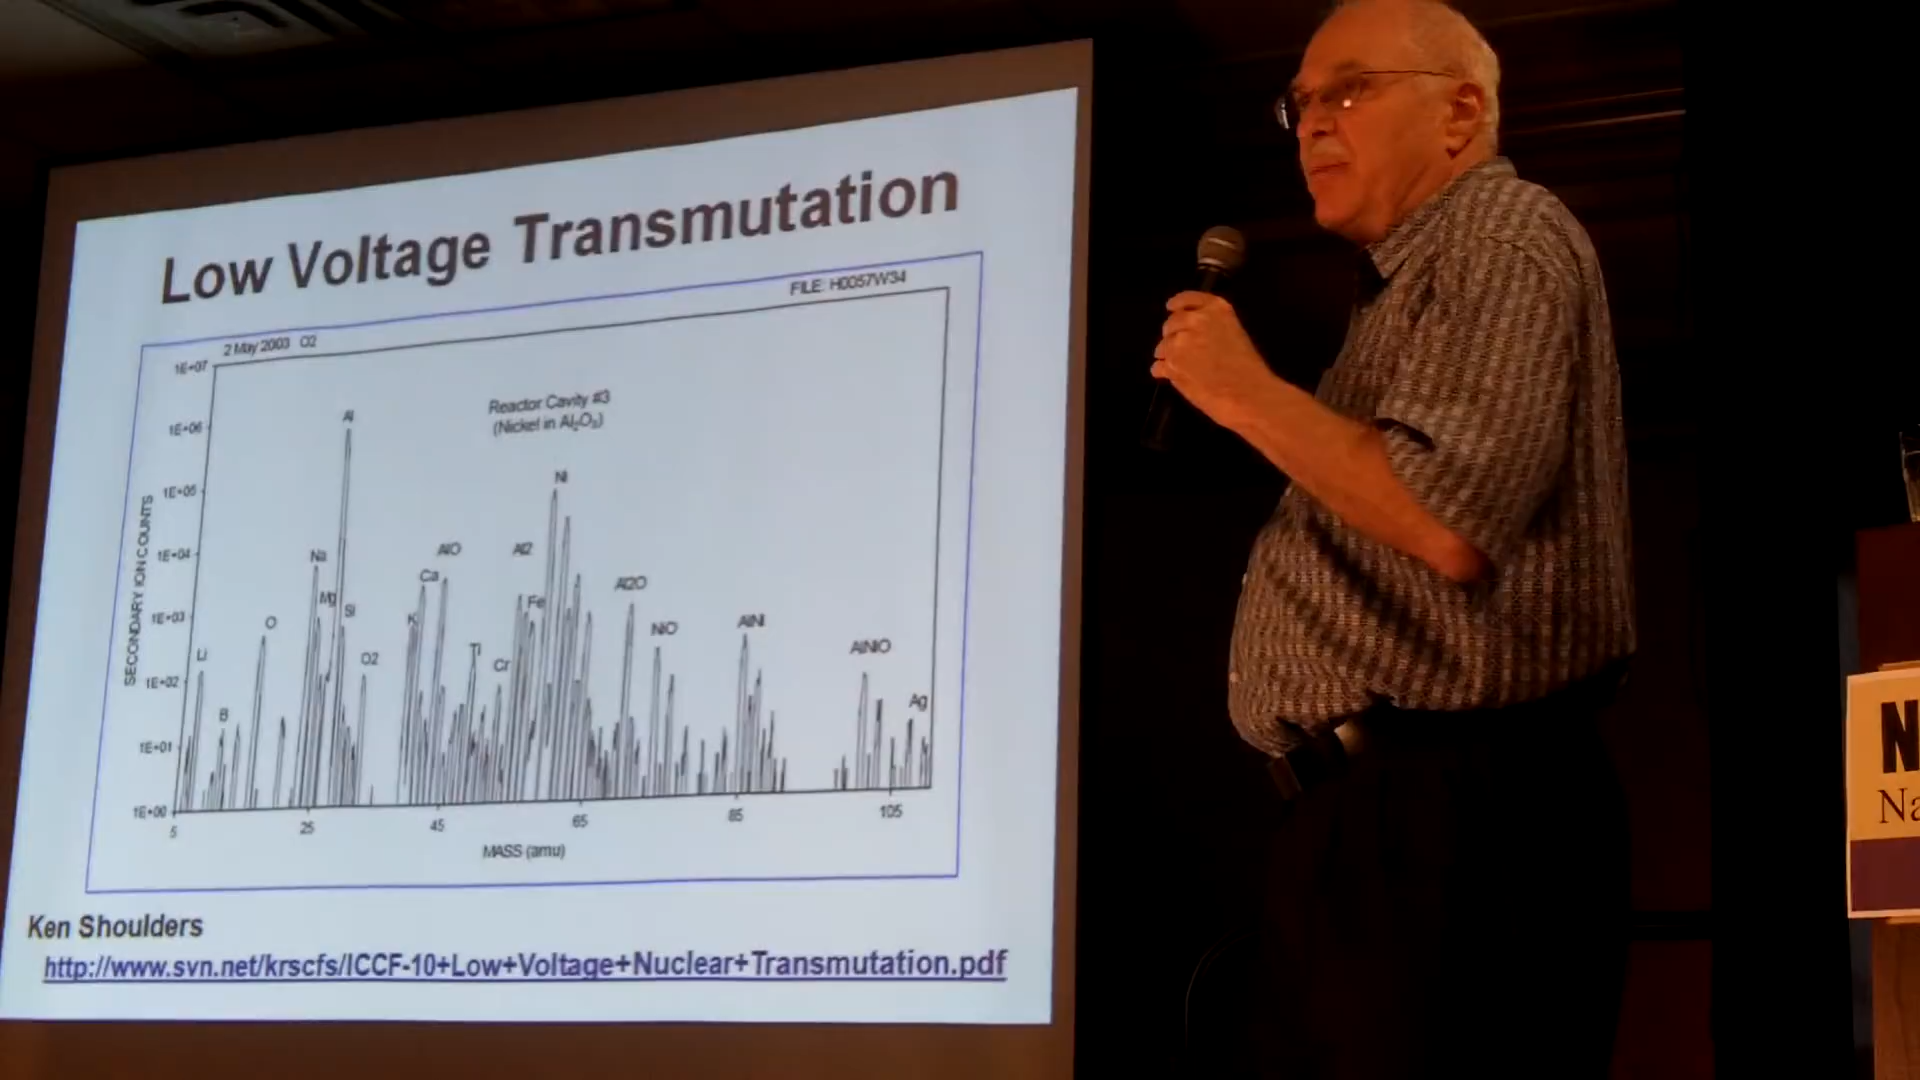 Low Voltage Transmutation
FILE: H0057W34
2 May 2003 O2
1E+07
1E+06
1E+05
1E+04
1E+03
1E+02
1E+01
1E+00
SECONDARY ION COUNTS
Reactor Cavity #3
(Nickel in Al₂O₃)
Al
Ni
Na
Mg
Si
AlO
Ca
K
Al2
Fe
Al2O
O
O2
Ti
Cr
NiO
AlNi
AlNiO
Li
B
Ag
5 25 45 65 85 105
MASS (amu)
Ken Shoulders
http://www.svn.net/krscfs/ICCF-10+Low+Voltage+Nuclear+Transmutation.pdf
N
Na